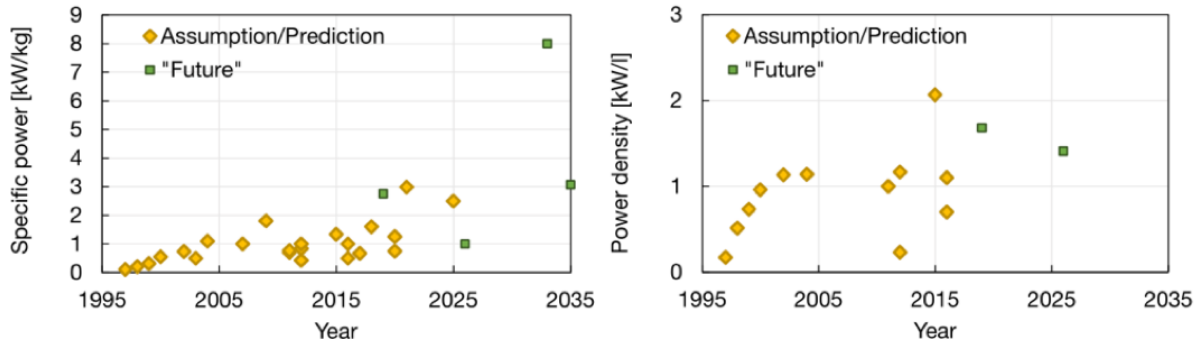 Specific power [kW/kg]
9
8
7
6
5
4
3
2
1
0
Assumption/Prediction
"Future"
1995 2005 2015 2025 2035
Year
Power density [kW/l]
3
2
1
0
Assumption/Prediction
"Future"
1995 2005 2015 2025 2035
Year